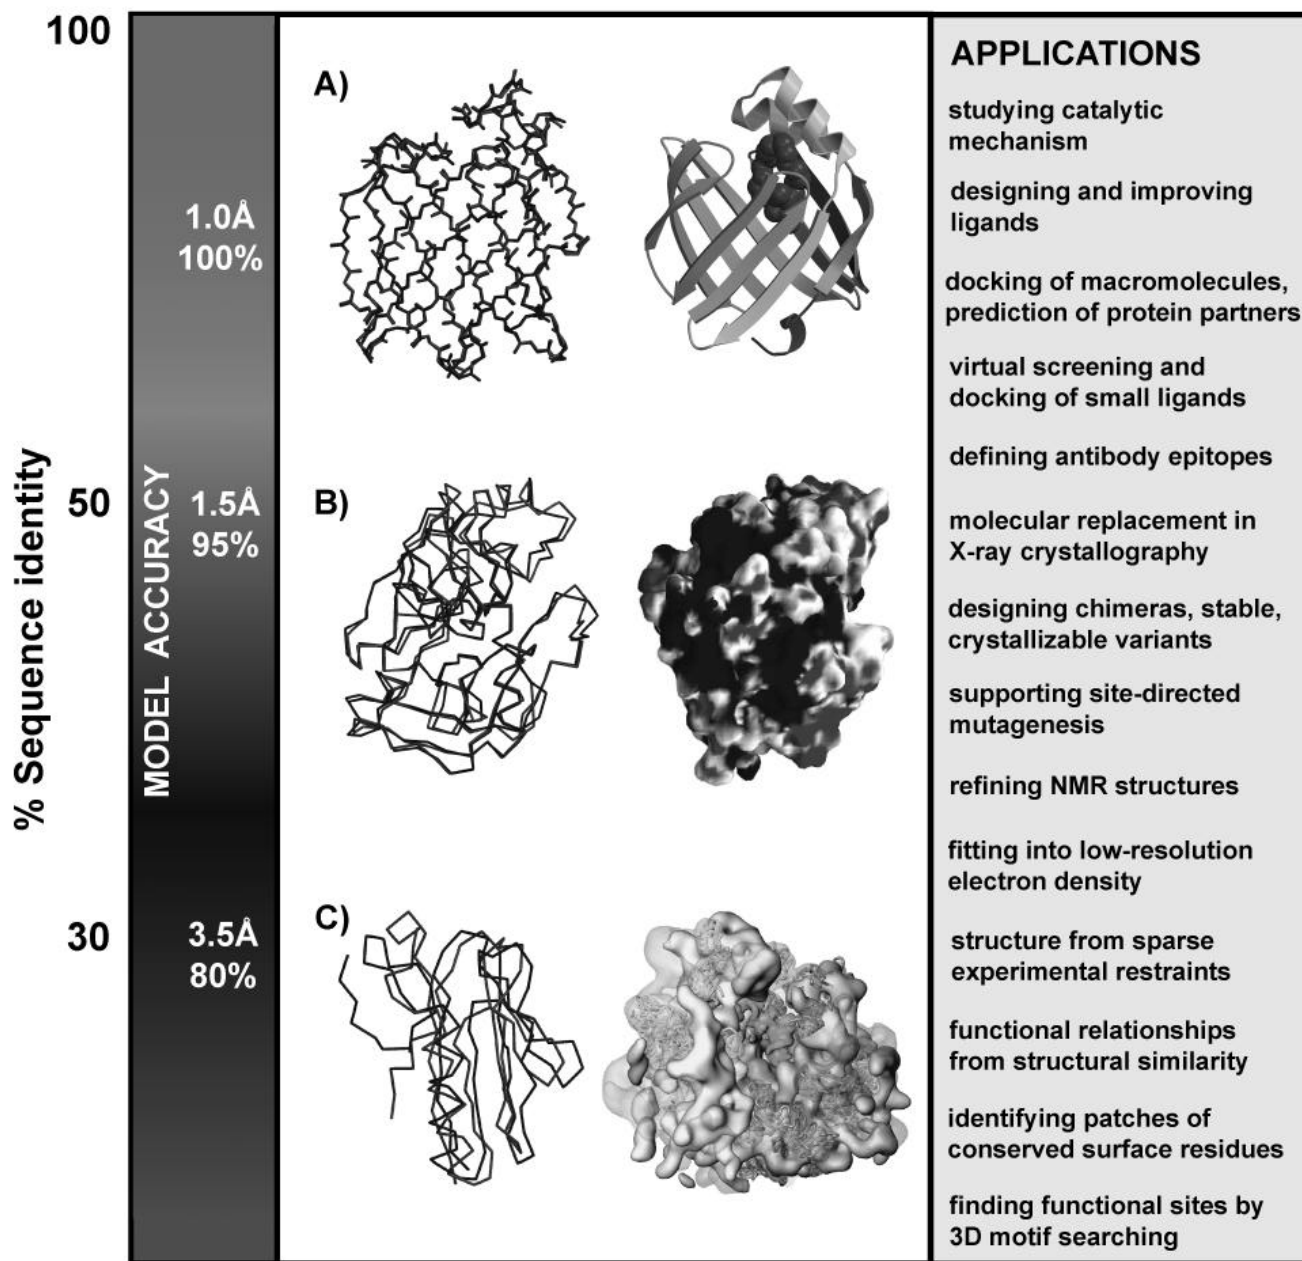 100
50
30
% Sequence identity
MODEL ACCURACY
1.0Å
100%
1.5Å
95%
3.5Å
80%
A)
B)
C)
APPLICATIONS
studying catalytic
mechanism
designing and improving
ligands
docking of macromolecules,
prediction of protein partners
virtual screening and
docking of small ligands
defining antibody epitopes
molecular replacement in
X-ray crystallography
designing chimeras, stable,
crystallizable variants
supporting site-directed
mutagenesis
refining NMR structures
fitting into low-resolution
electron density
structure from sparse
experimental restraints
functional relationships
from structural similarity
identifying patches of
conserved surface residues
finding functional sites by
3D motif searching